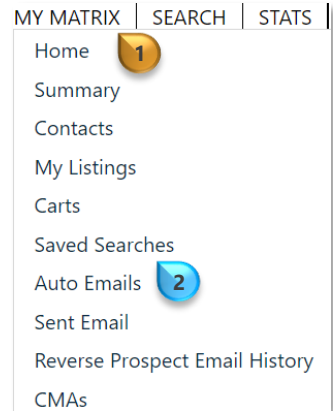 MY MATRIX | SEARCH | STATS |
Home 1
Summary
Contacts
My Listings
Carts
Saved Searches
Auto Emails 2
Sent Email
Reverse Prospect Email History
CMAs